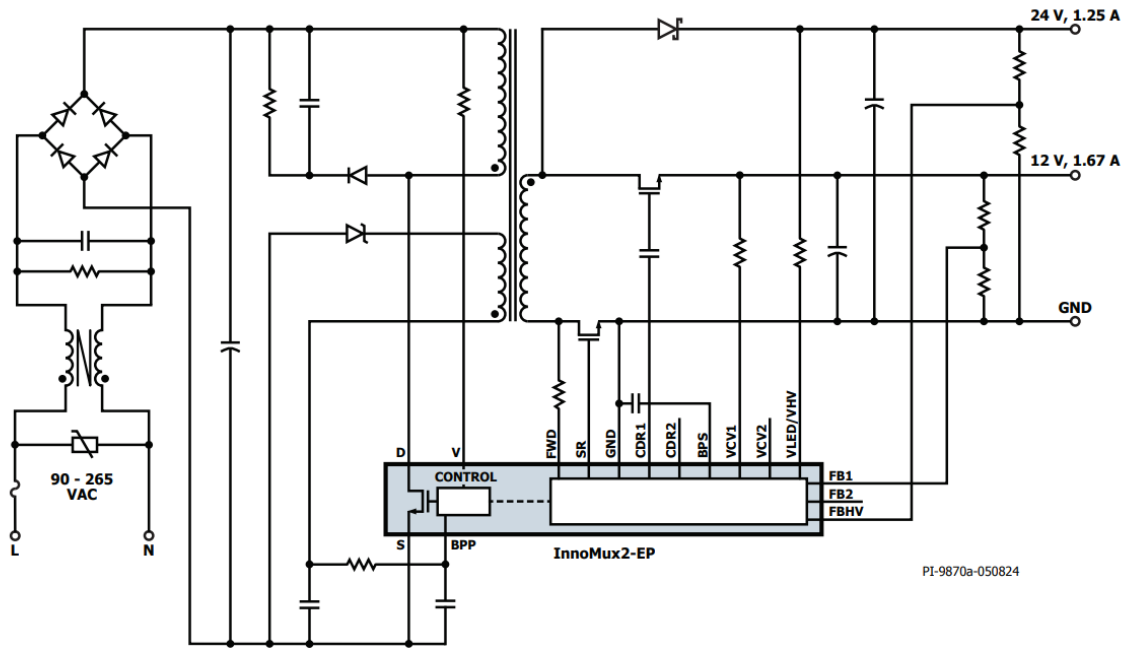 24 V, 1.25 A
12 V, 1.67 A
GND
90 - 265
VAC
L
N
D
V
FWD
SR
GND
CDR1
CDR2
BPS
VCV1
VCV2
VLED/VHV
CONTROL
FB1
FB2
FBHV
S
BPP
InnoMux2-EP
PI-9870a-050824